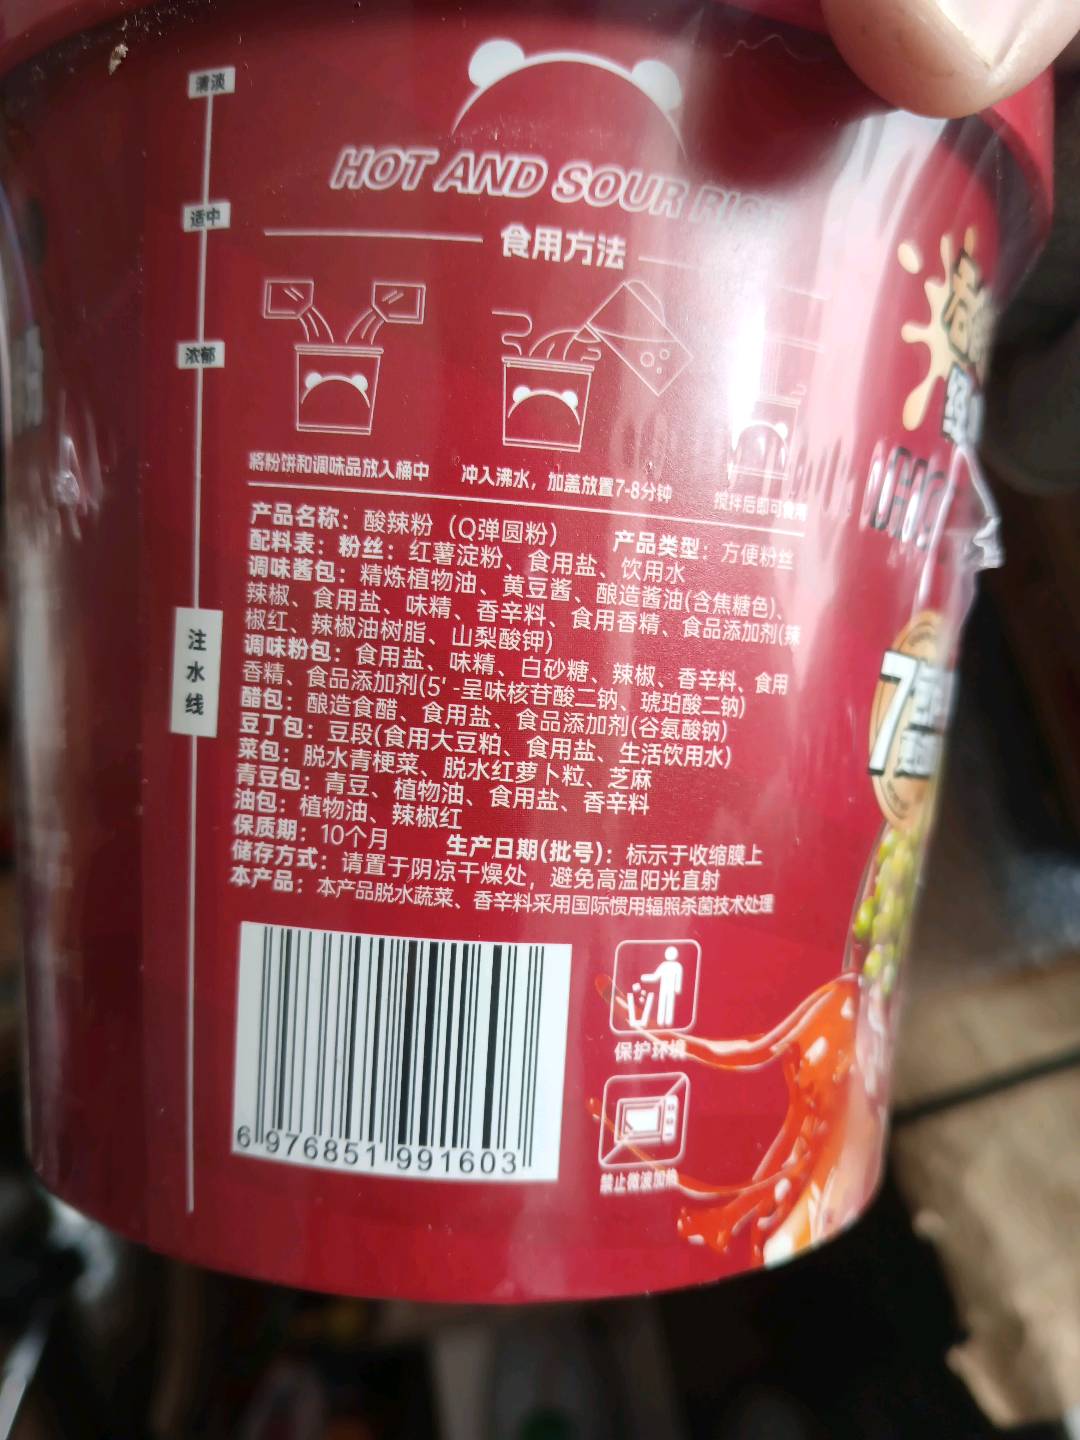 清淡
适中
浓郁
注水线
HOT AND SOUR
食用方法
将粉饼和调味品放入桶中
冲入沸水，加盖放置7-8分钟
搅拌后即可食用
产品名称：酸辣粉（Q弹圆粉）
产品类型：方便粉丝
配料表：粉丝：红薯淀粉、食用盐、饮用水
调味酱包：精炼植物油、黄豆酱、酿造酱油(含焦糖色)、
辣椒、食用盐、味精、香辛料、食用香精、食品添加剂(辣
椒红、辣椒油树脂、山梨酸钾)
调味粉包：食用盐、味精、白砂糖、辣椒、香辛料、食用
香精、食品添加剂(5'-呈味核苷酸二钠、琥珀酸二钠)
醋包：酿造食醋、食用盐、食品添加剂(谷氨酸钠)
豆丁包：豆段(食用大豆粕、食用盐、生活饮用水)
菜包：脱水青梗菜、脱水红萝卜粒、芝麻
青豆包：青豆、植物油、食用盐、香辛料
油包：植物油、辣椒红
保质期：10个月
生产日期(批号)：标示于收缩膜上
储存方式：请置于阴凉干燥处，避免高温阳光直射
本产品：本产品脱水蔬菜、香辛料采用国际惯用辐照杀菌技术处理
6 976851 991603
保护环境
禁止微波加热
7